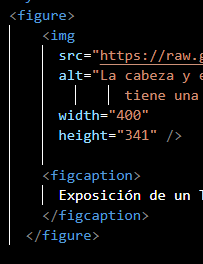 <figure>
<img
src="https://raw.g
alt="La cabeza y e
tiene una
width="400"
height="341" />
<figcaption>
Exposición de un T
</figcaption>
</figure>